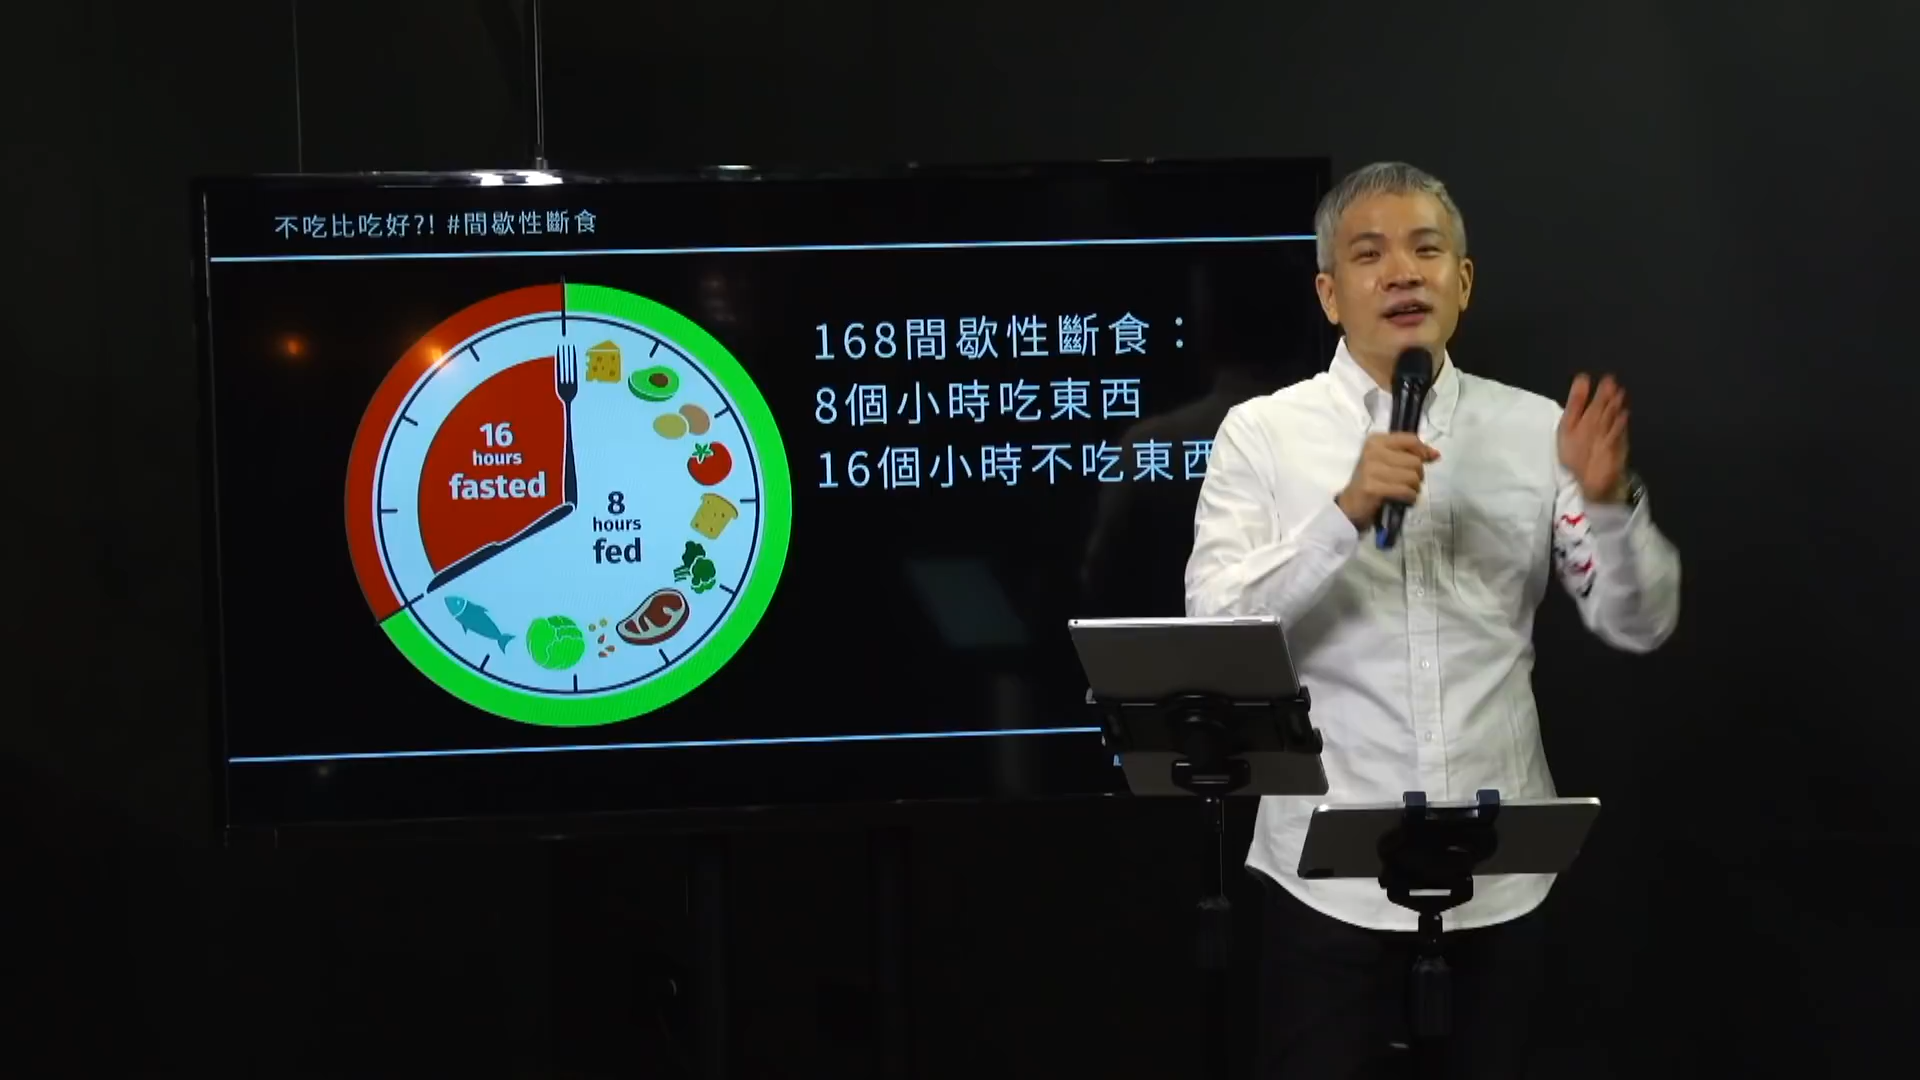 不吃比吃好?! #間歇性斷食
168間歇性斷食：
8個小時吃東西
16個小時不吃東西
16
hours
fasted
8
hours
fed